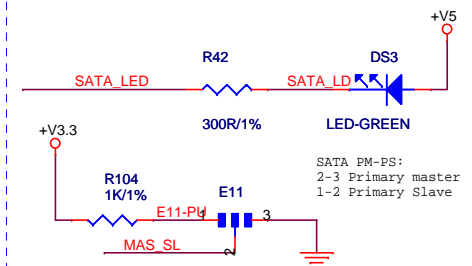 +V5
R42
DS3
SATA_LED
SATA_LD
300R/1%
LED-GREEN
+V3.3
SATA PM-PS:
2-3 Primary master
1-2 Primary Slave
R104
1K/1%
E11
E11-PU
1
3
2
MAS_SL